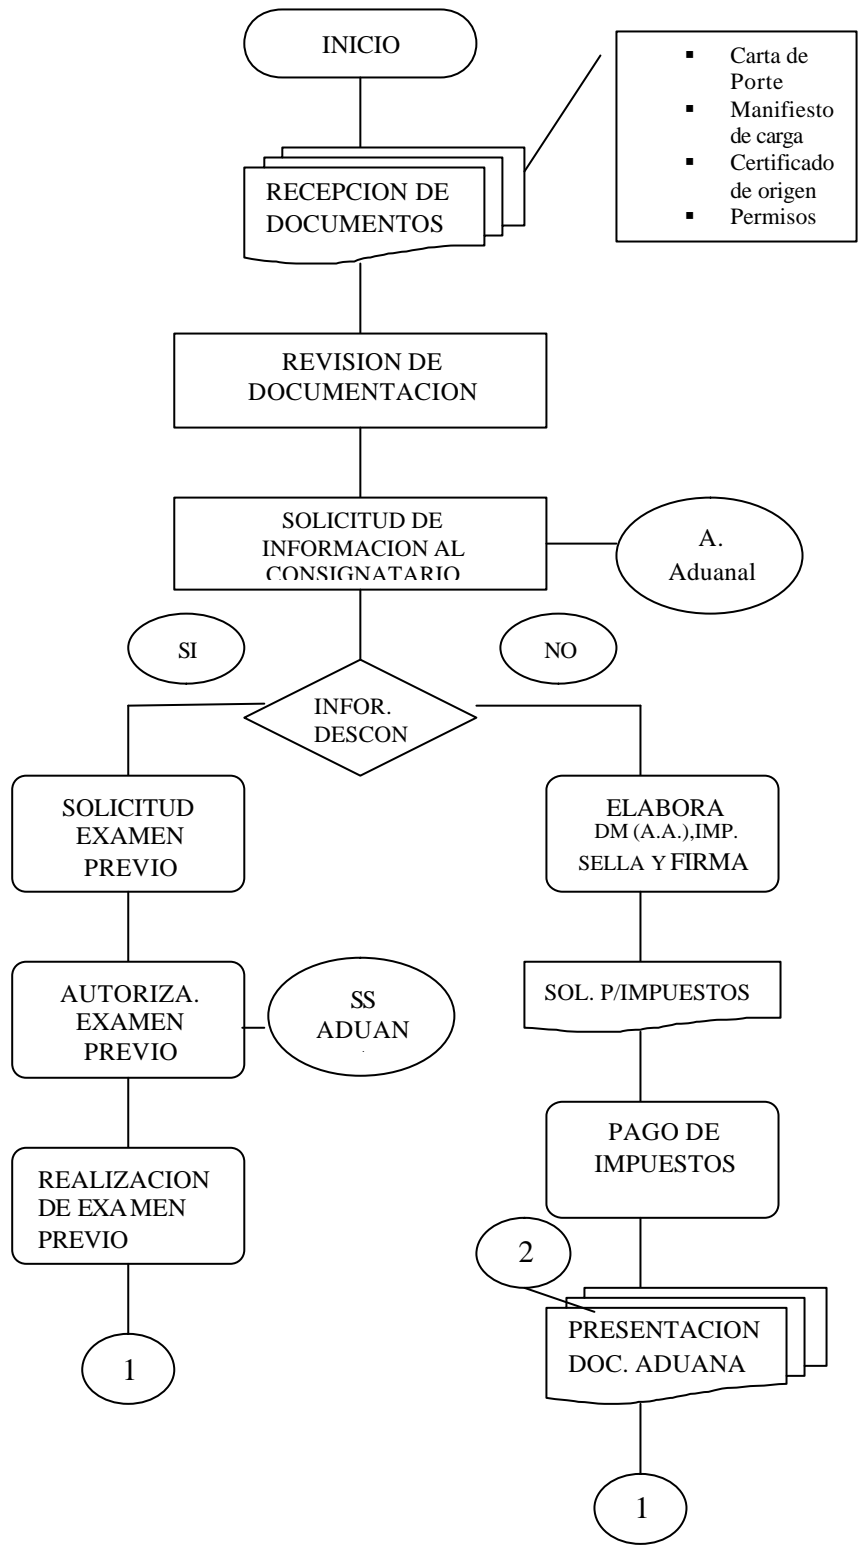 INICIO
▪ Carta de
Porte
▪ Manifiesto
de carga
▪ Certificado
de origen
▪ Permisos
RECEPCION DE
DOCUMENTOS
REVISION DE
DOCUMENTACION
SOLICITUD DE
INFORMACION AL
CONSIGNATARIO
A.
Aduanal
SI
NO
INFOR.
DESCON
SOLICITUD
EXAMEN
PREVIO
ELABORA
DM (A.A.),IMP.
SELLA Y FIRMA
AUTORIZA.
EXAMEN
PREVIO
SS
ADUAN
SOL. P/IMPUESTOS
PAGO DE
IMPUESTOS
REALIZACION
DE EXAMEN
PREVIO
2
PRESENTACION
DOC. ADUANA
1
1